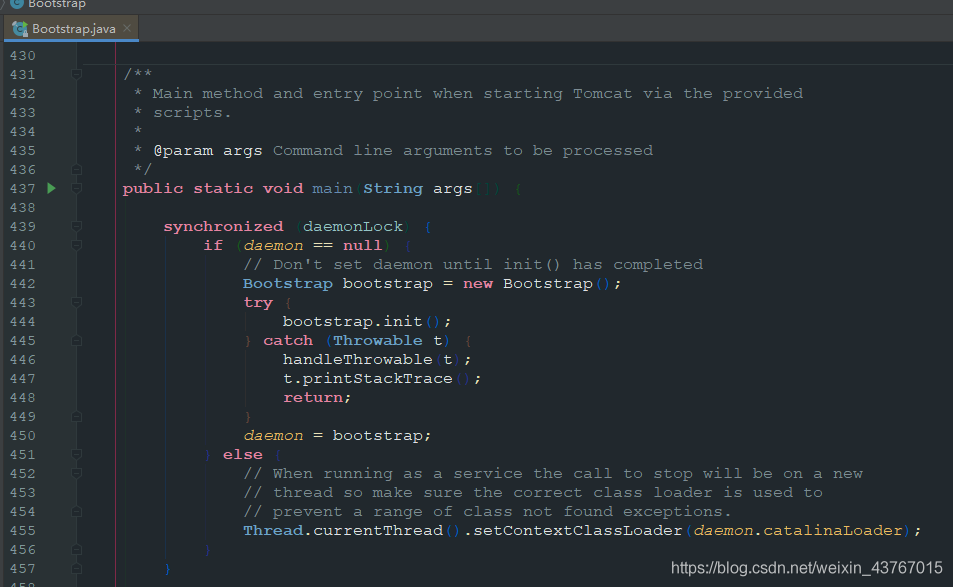 Bootstrap
Bootstrap.java
430
431 /**
432 * Main method and entry point when starting Tomcat via the provided
433 * scripts.
434 *
435 * @param args Command line arguments to be processed
436 */
437 public static void main(String args[]) {
438
439 synchronized (daemonLock) {
440 if (daemon == null) {
441 // Don't set daemon until init() has completed
442 Bootstrap bootstrap = new Bootstrap();
443 try {
444 bootstrap.init();
445 } catch (Throwable t) {
446 handleThrowable(t);
447 t.printStackTrace();
448 return;
449 }
450 daemon = bootstrap;
451 } else {
452 // When running as a service the call to stop will be on a new
453 // thread so make sure the correct class loader is used to
454 // prevent a range of class not found exceptions.
455 Thread.currentThread().setContextClassLoader(daemon.catalinaLoader);
456 }
457 }
https://blog.csdn.net/weixin_43767015